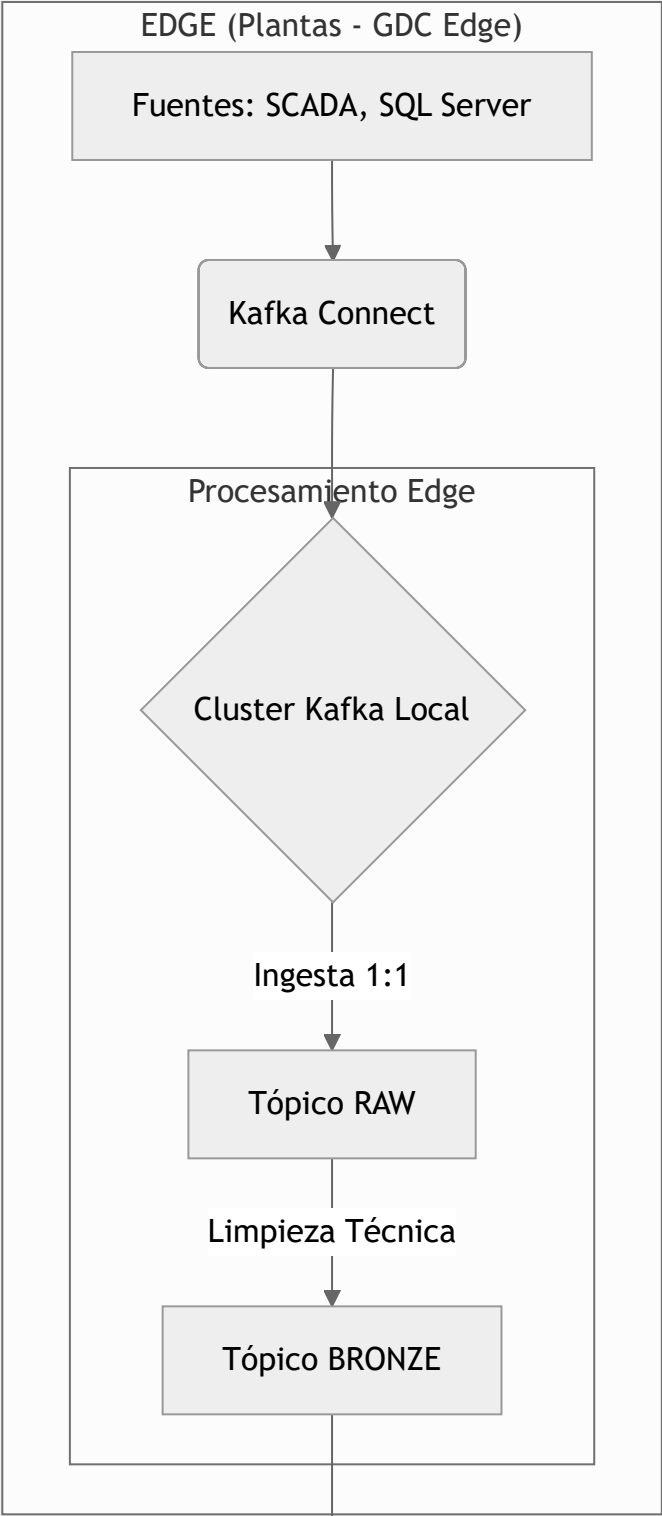 EDGE (Plantas - GDC Edge)
Fuentes: SCADA, SQL Server
Kafka Connect
Procesamiento Edge
Cluster Kafka Local
Ingesta 1:1
Tópico RAW
Limpieza Técnica
Tópico BRONZE